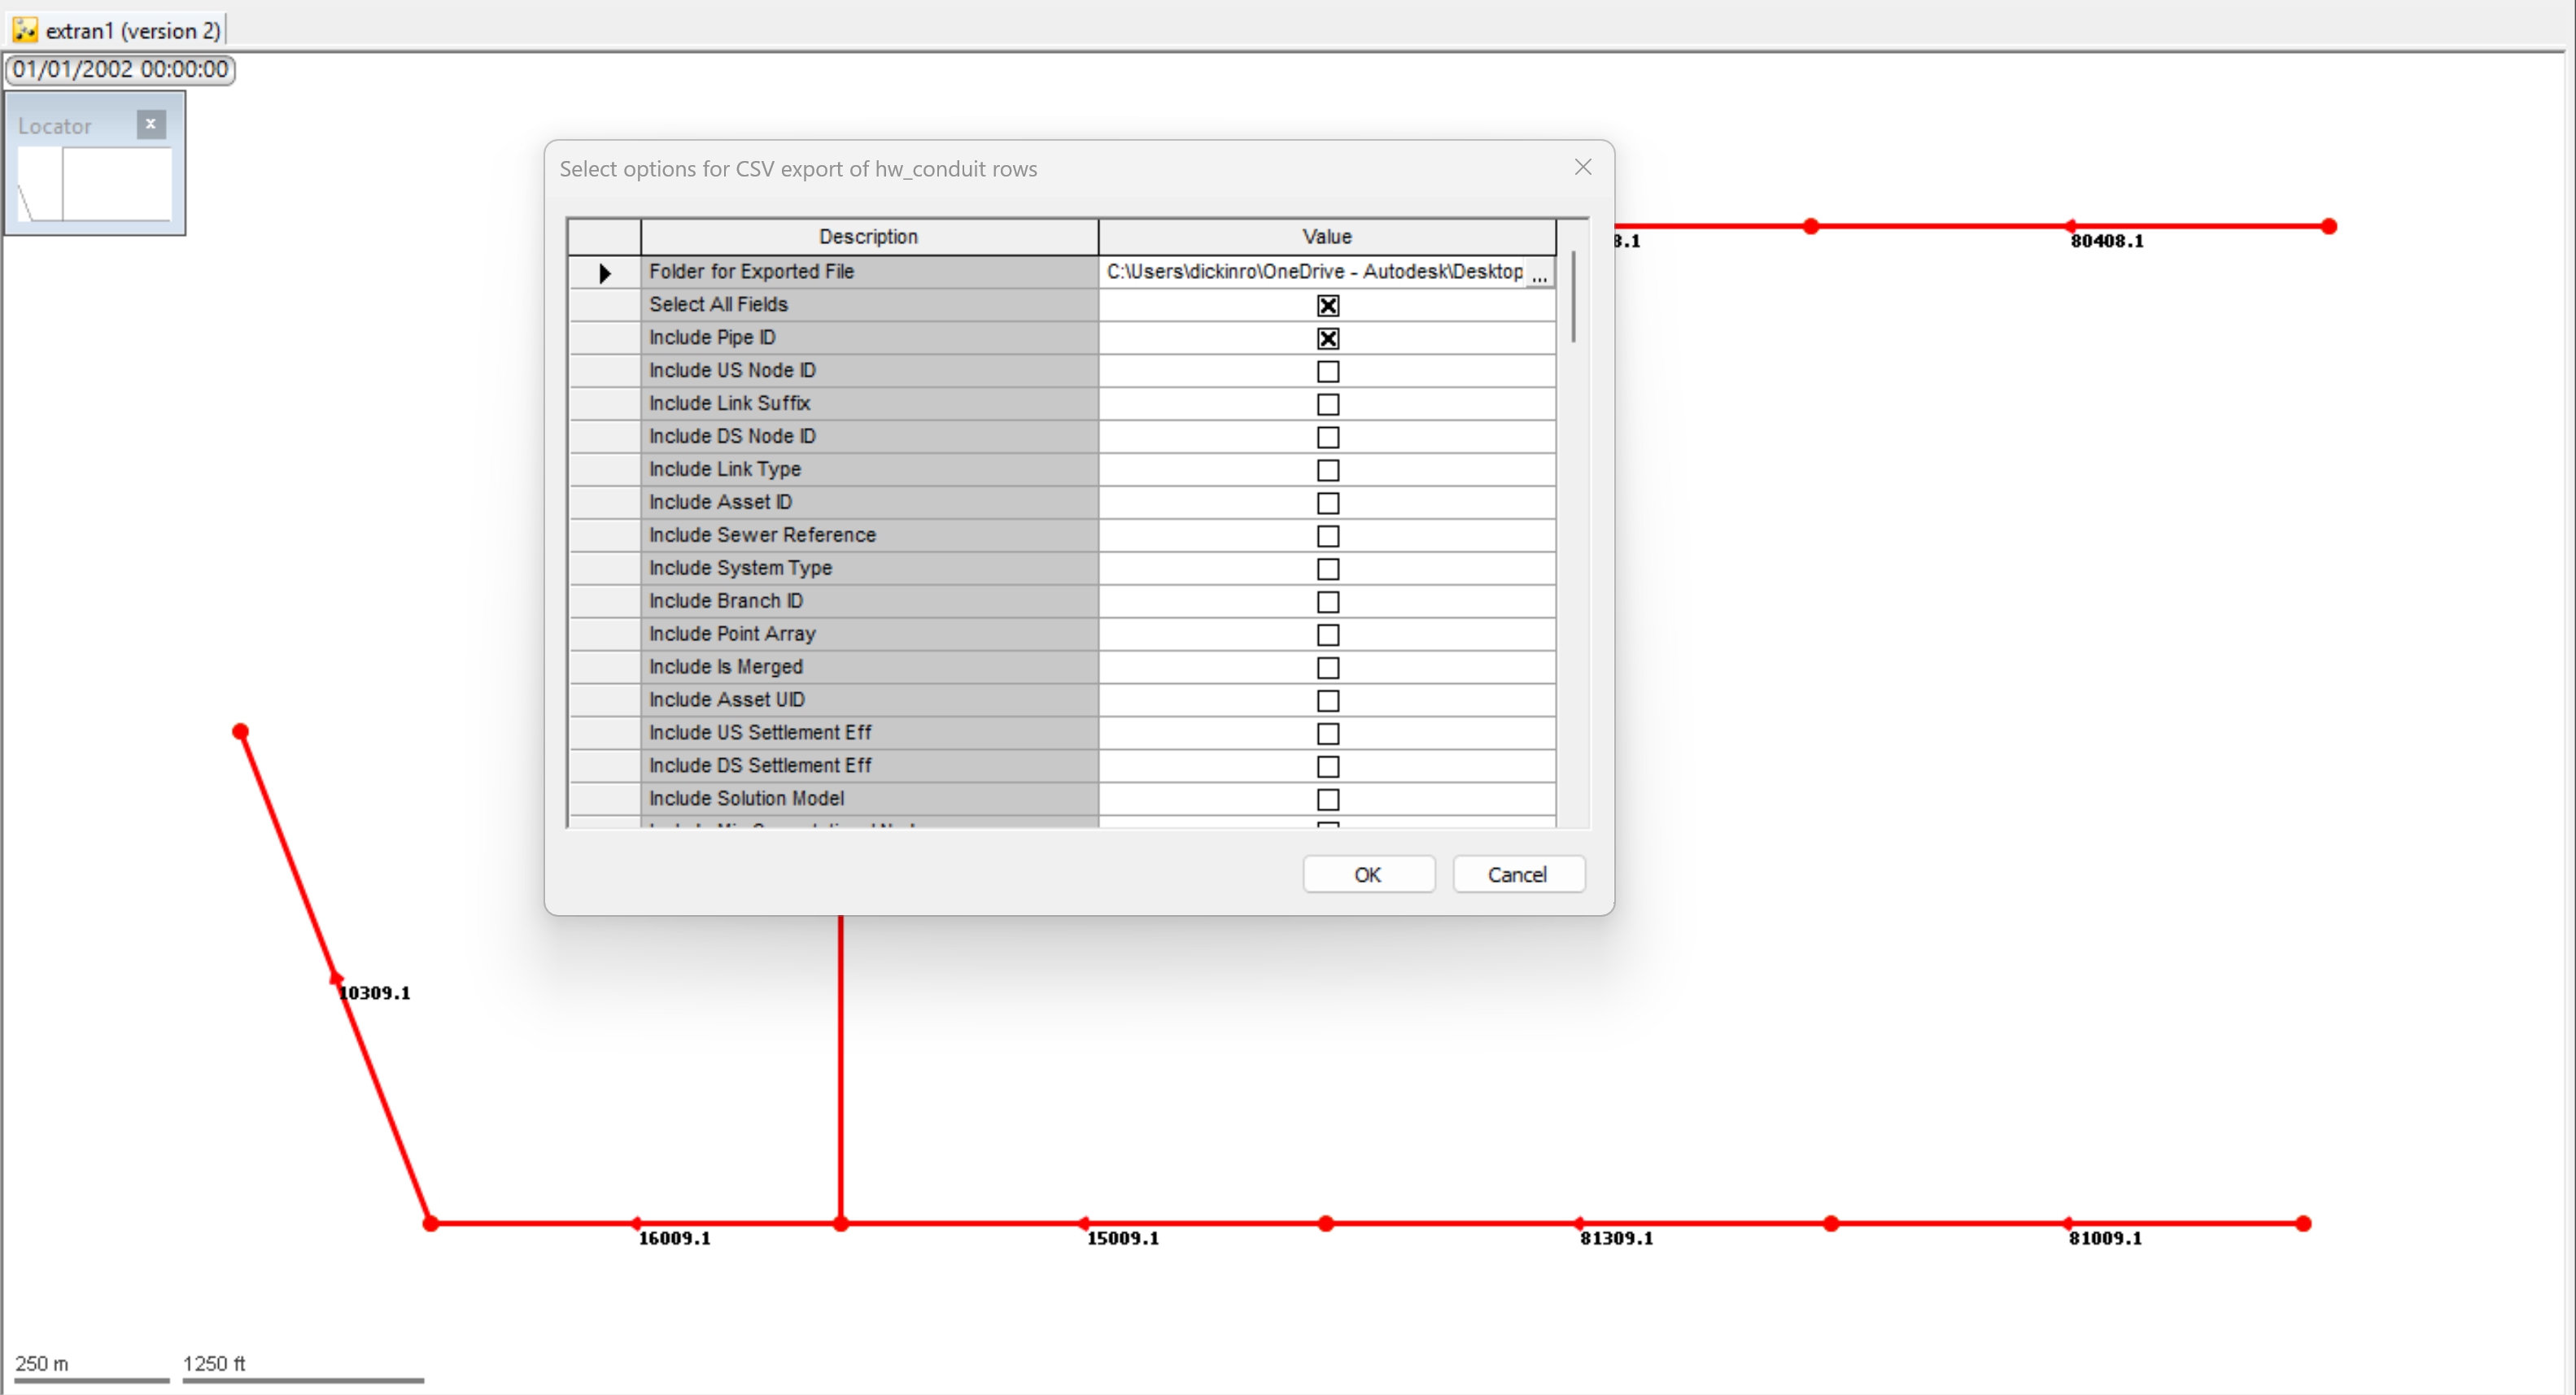 extran1 (version 2)
01/01/2002 00:00:00
Locator
Select options for CSV export of hw_conduit rows
Description Value
Folder for Exported File C:\Users\dickinro\OneDrive - Autodesk\Desktop ...
Select All Fields
Include Pipe ID
Include US Node ID
Include Link Suffix
Include DS Node ID
Include Link Type
Include Asset ID
Include Sewer Reference
Include System Type
Include Branch ID
Include Point Array
Include Is Merged
Include Asset UID
Include US Settlement Eff
Include DS Settlement Eff
Include Solution Model
OK Cancel
8.1
80408.1
10309.1
16009.1
15009.1
81309.1
81009.1
250 m 1250 ft